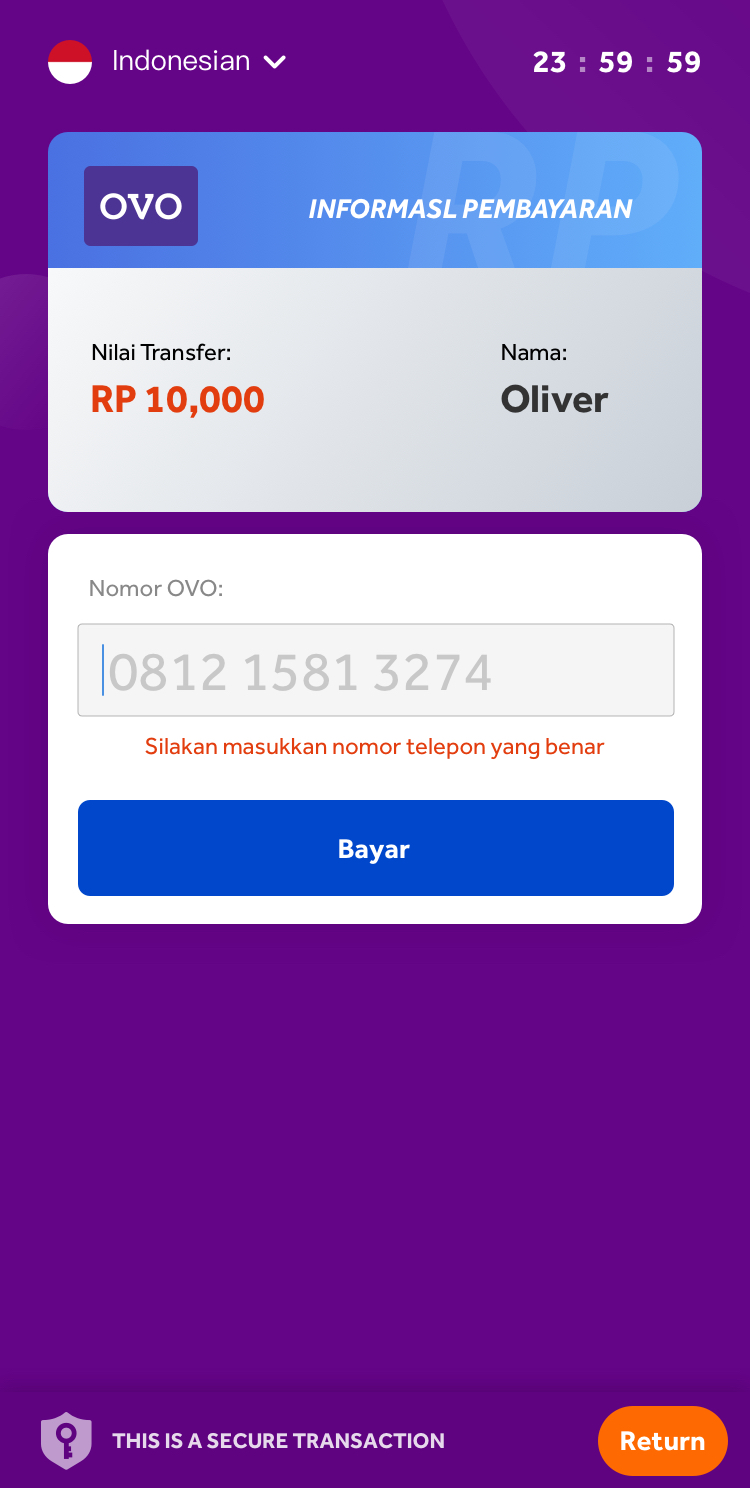 Indonesian
23 : 59 : 59
RP
OVO
INFORMASL PEMBAYARAN
Nilai Transfer:
RP 10,000
Nama:
Oliver
Nomor OVO:
0812 1581 3274
Silakan masukkan nomor telepon yang benar
Bayar
THIS IS A SECURE TRANSACTION
Return